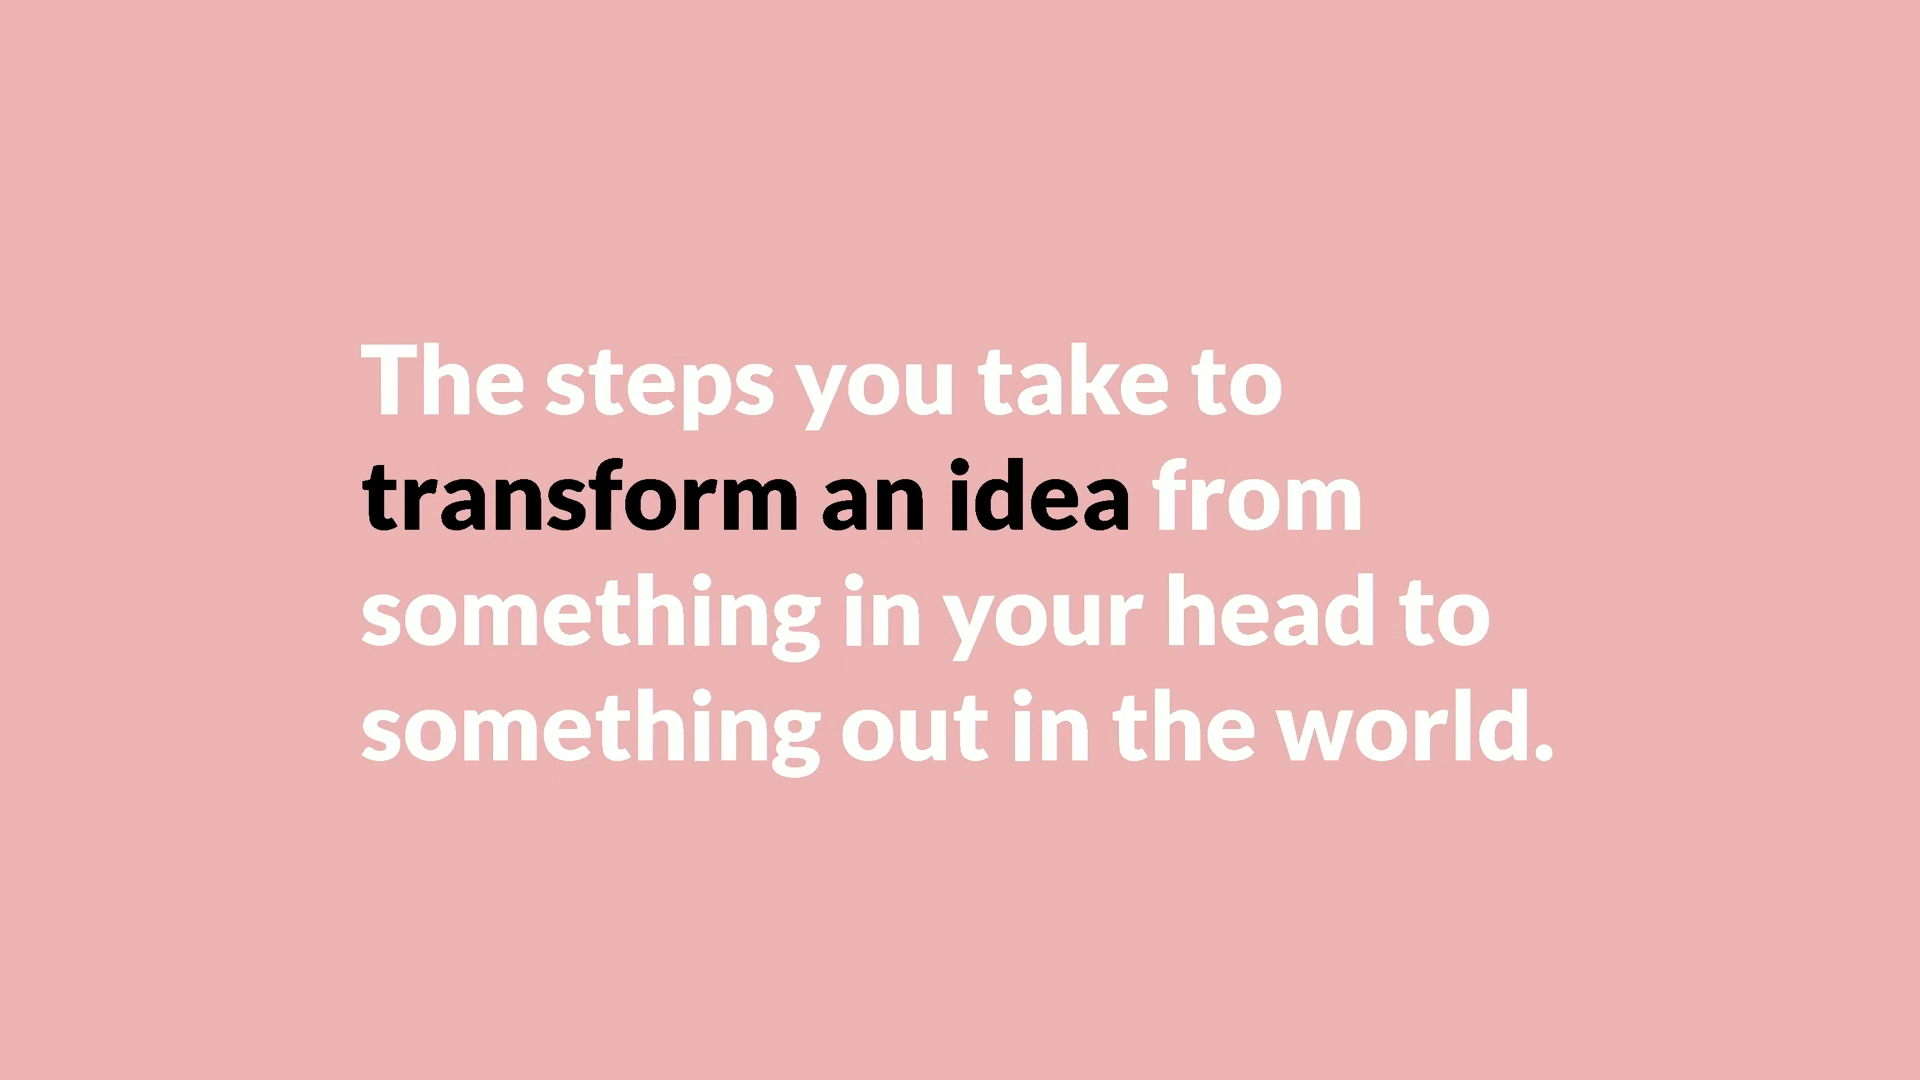 The steps you take to
transform an idea from
something in your head to
something out in the world.